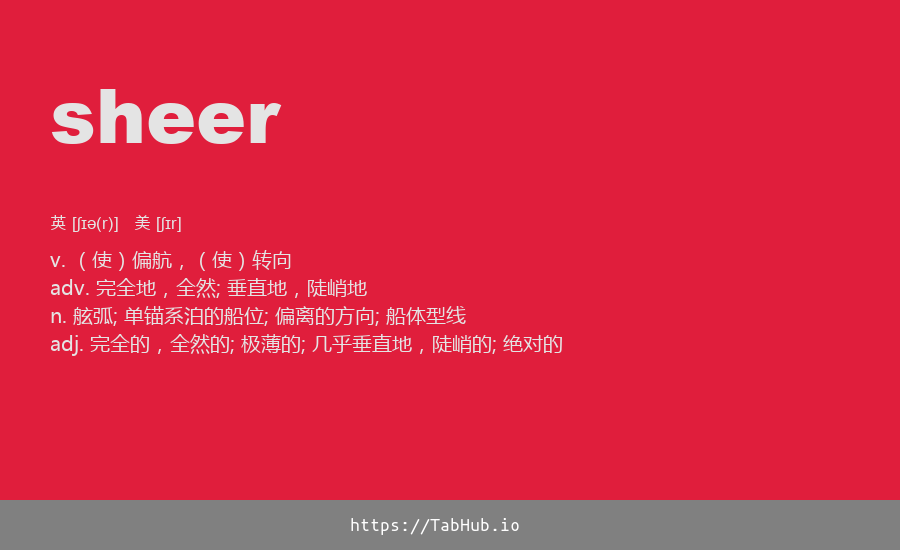 sheer
英 [ʃɪə(r)] 美 [ʃɪr]
v. （使）偏航，（使）转向
adv. 完全地，全然; 垂直地，陡峭地
n. 舷弧; 单锚系泊的船位; 偏离的方向; 船体型线
adj. 完全的，全然的; 极薄的; 几乎垂直地，陡峭的; 绝对的
https://TabHub.io